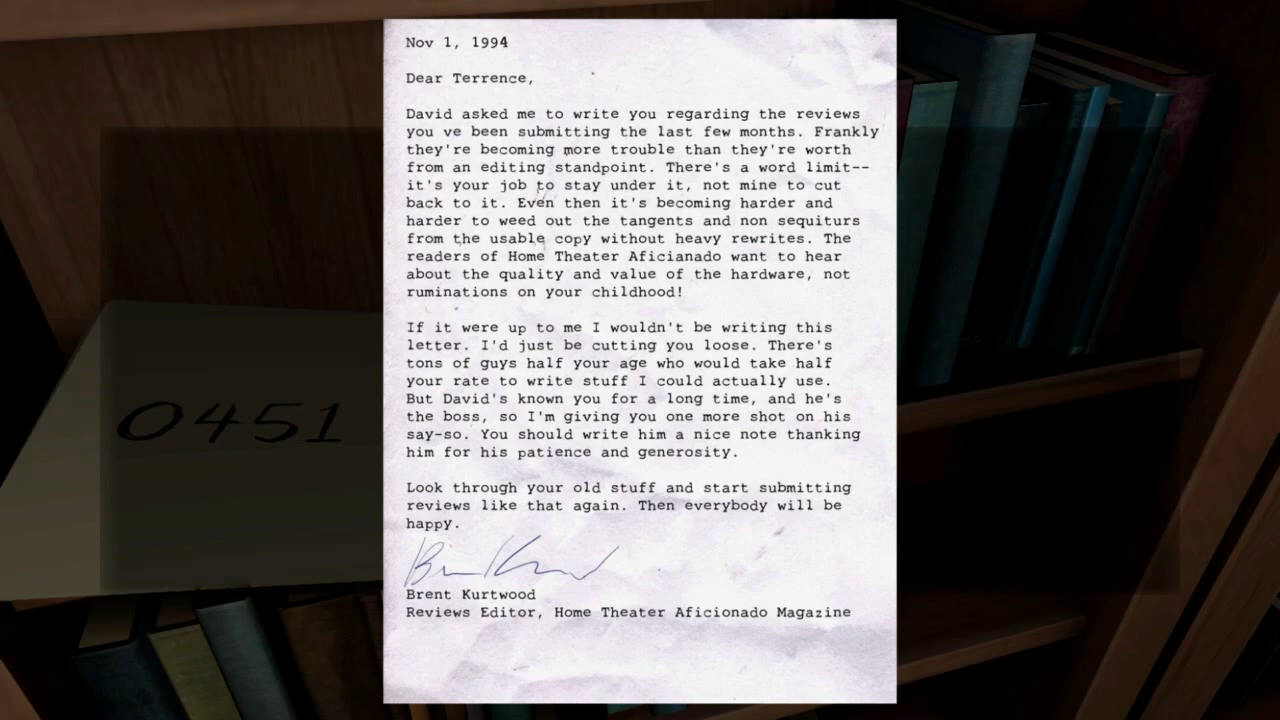 Nov 1, 1994
Dear Terrence,
David asked me to write you regarding the reviews
you ve been submitting the last few months. Frankly
they're becoming more trouble than they're worth
from an editing standpoint. There's a word limit--
it's your job to stay under it, not mine to cut
back to it. Even then it's becoming harder and
harder to weed out the tangents and non sequiturs
from the usable copy without heavy rewrites. The
readers of Home Theater Aficianado want to hear
about the quality and value of the hardware, not
ruminations on your childhood!
If it were up to me I wouldn't be writing this
letter. I'd just be cutting you loose. There's
tons of guys half your age who would take half
your rate to write stuff I could actually use.
But David's known you for a long time, and he's
the boss, so I'm giving you one more shot on his
say-so. You should write him a nice note thanking
him for his patience and generosity.
Look through your old stuff and start submitting
reviews like that again. Then everybody will be
happy.
Brent Kurtwood
Reviews Editor, Home Theater Aficionado Magazine
0451